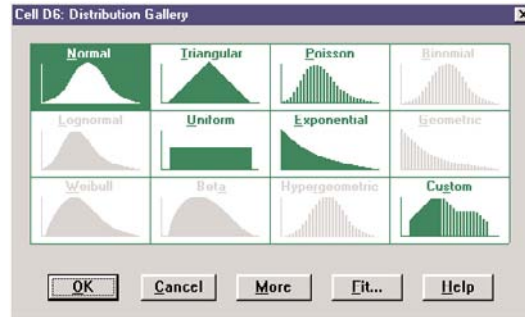 Cell D6: Distribution Gallery
Normal Triangular Poisson Binomial
Lognormal Uniform Exponential Geometric
Weibull Beta Hypergeometric Custom
OK Cancel More Fit... Help